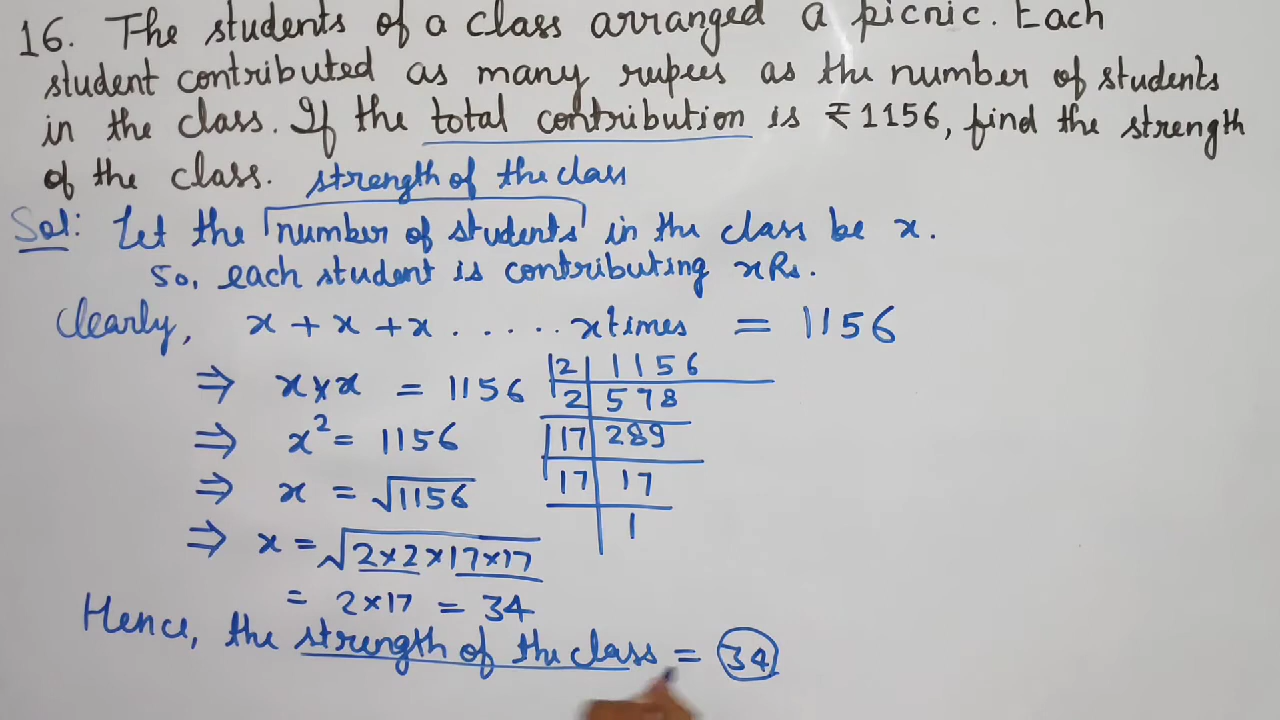 16. The students of a class arranged a picnic. Each
student contributed as many rupees as the number of students
in the class. If the total contribution is ₹1156, find the strength
of the class. strength of the class
Sol: Let the number of students in the class be x.
So, each student is contributing x Rs.
Clearly, x + x + x . . . . . x times = 1156
⇒ x × x = 1156
⇒ x² = 1156
⇒ x = √1156
⇒ x = √2×2×17×17
= 2×17 = 34
2 | 1156
2 | 578
17 | 289
17 | 17
| 1
Hence, the strength of the class = 34